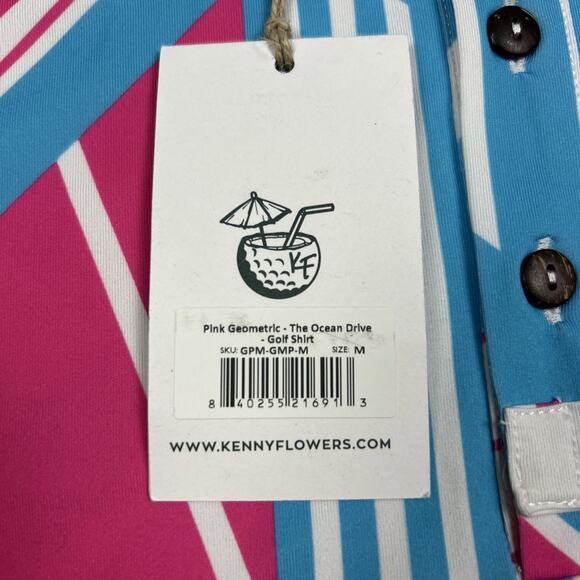 KF
Pink Geometric - The Ocean Drive
- Golf Shirt
SKU: GPM-GMP-M SIZE: M
8 40255 21691 3
WWW.KENNYFLOWERS.COM